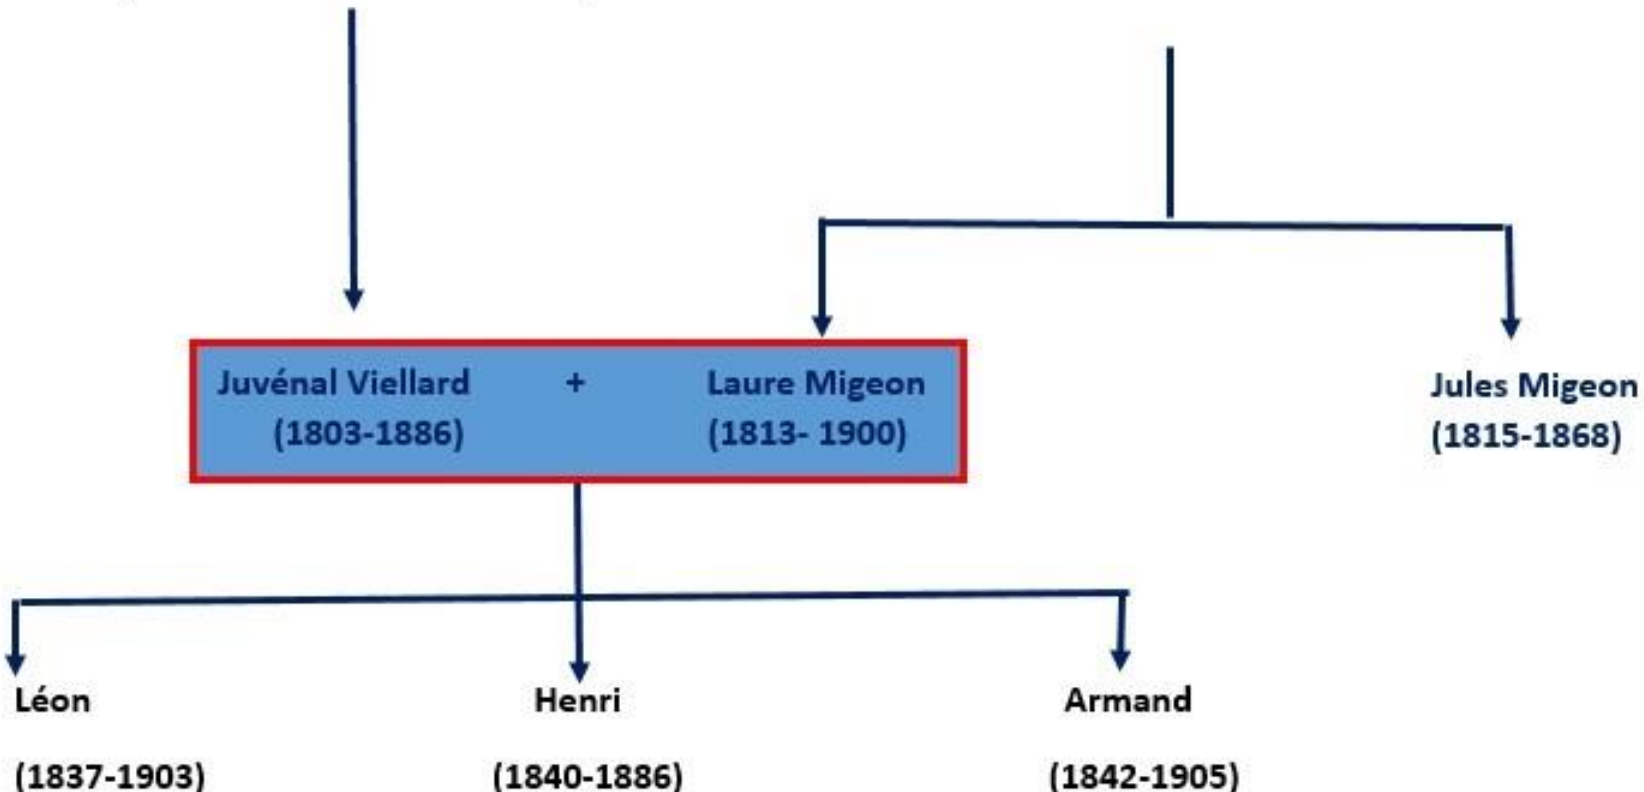 Juvénal Viellard + Laure Migeon
(1803-1886) (1813- 1900)
Jules Migeon
(1815-1868)
Léon Henri Armand
(1837-1903) (1840-1886) (1842-1905)